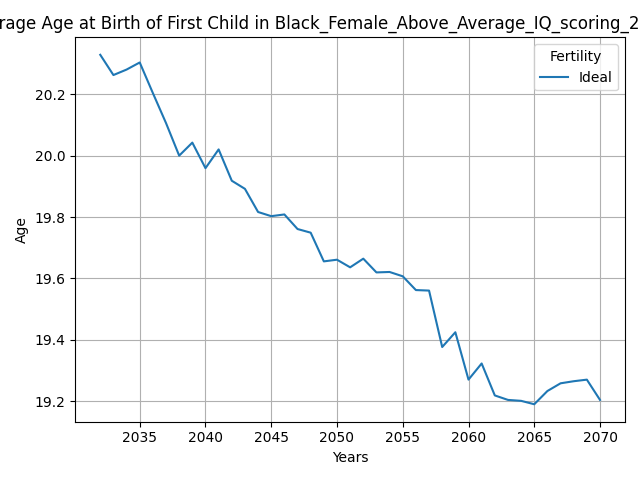 Age at Birth of First Child in Black_Female_Above_Average_IQ_scoring_2
Fertility
Ideal
20.2
20.0
19.8
19.6
19.4
19.2
Age
2035 2040 2045 2050 2055 2060 2065 2070
Years